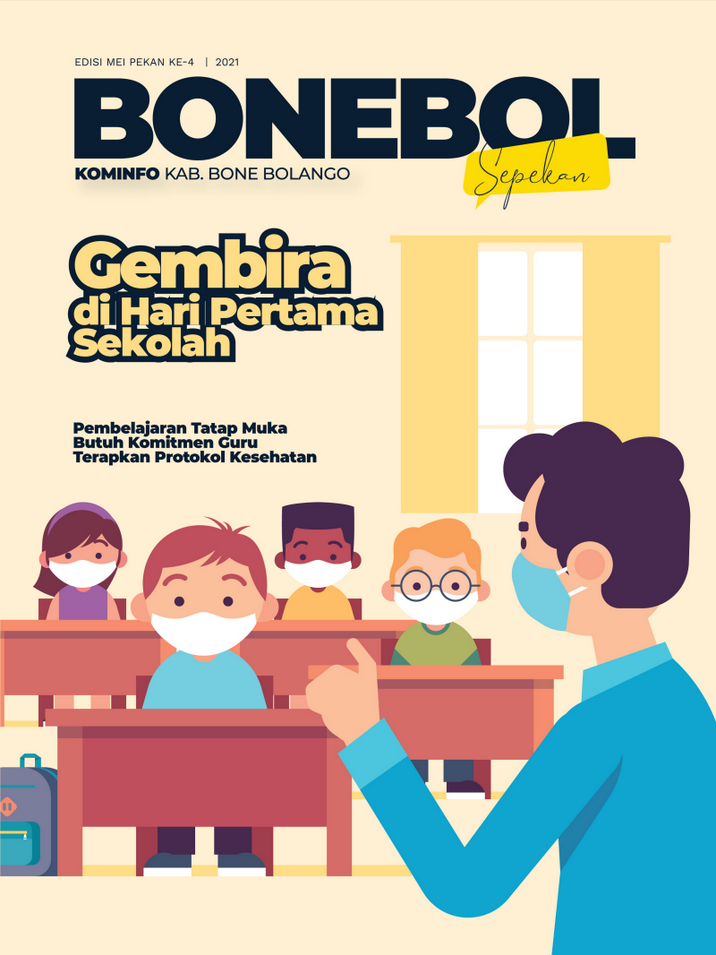 EDISI MEI PEKAN KE-4 | 2021
BONEBOL
Sepekan
KOMINFO KAB. BONE BOLANGO
Gembira
di Hari Pertama
Sekolah
Pembelajaran Tatap Muka
Butuh Komitmen Guru
Terapkan Protokol Kesehatan